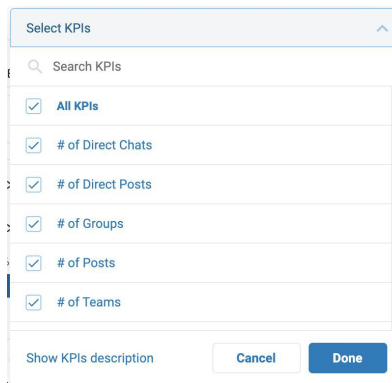 Select KPIs
Search KPIs
All KPIs
# of Direct Chats
# of Direct Posts
# of Groups
# of Posts
# of Teams
Show KPIs description
Cancel
Done